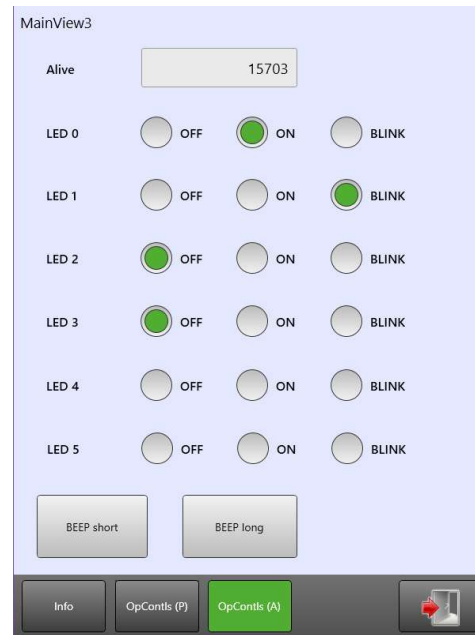 MainView3
Alive 15703
LED 0 OFF ON BLINK
LED 1 OFF ON BLINK
LED 2 OFF ON BLINK
LED 3 OFF ON BLINK
LED 4 OFF ON BLINK
LED 5 OFF ON BLINK
BEEP short BEEP long
Info OpContls (P) OpContls (A)